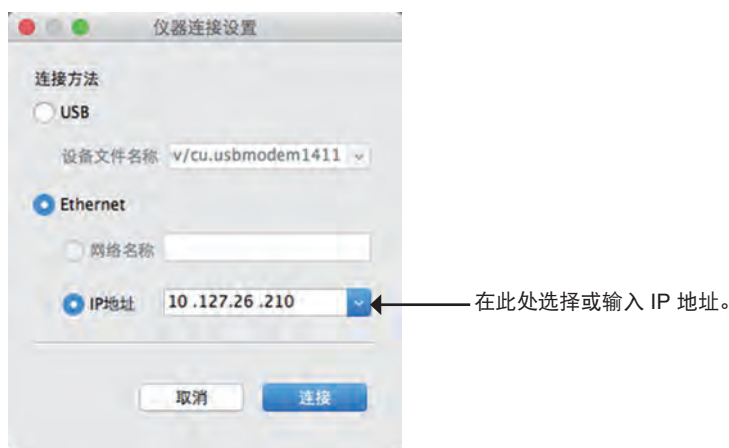 仪器连接设置
连接方法
USB
设备文件名称 v/cu.usbmodem1411
Ethernet
网络名称
IP地址 10 .127.26 .210
在此处选择或输入 IP 地址。
取消 连接